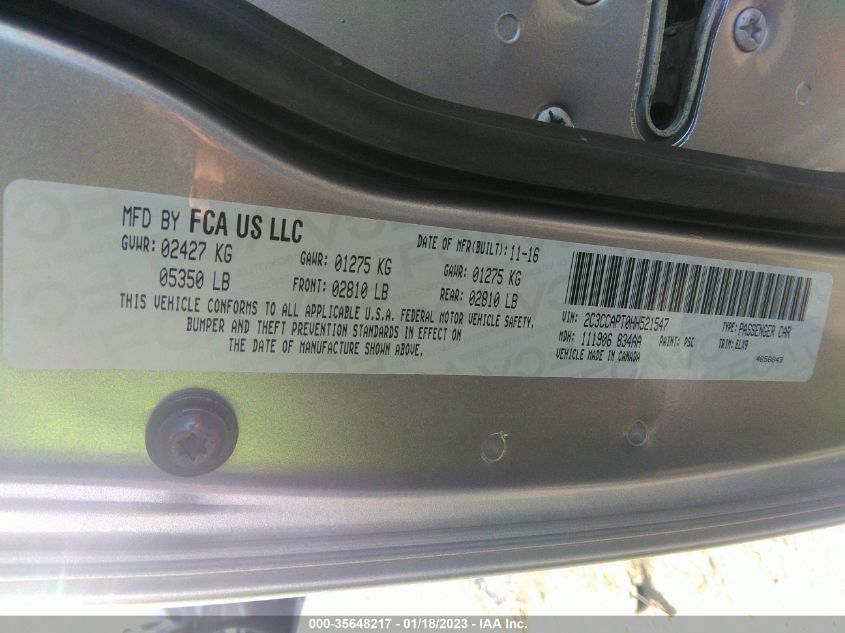 MFD BY FCA US LLC
DATE OF MFR(BUILT): 11-16
GVWR: 02427 KG
GAWR: 01275 KG
GAWR: 01275 KG
05350 LB
FRONT: 02810 LB
REAR: 02810 LB
THIS VEHICLE CONFORMS TO ALL APPLICABLE U.S.A. FEDERAL MOTOR VEHICLE SAFETY,
BUMPER AND THEFT PREVENTION STANDARDS IN EFFECT ON
THE DATE OF MANUFACTURE SHOWN ABOVE.
VIN: 2C3CCAPT0HH521547
TYPE: PASSENGER CAR
MDH: 111906 834AA
PAINT: PSC
TRIM: ELX9
VEHICLE MADE IN CANADA
4656843
000-35648217 - 01/18/2023 - IAA Inc.